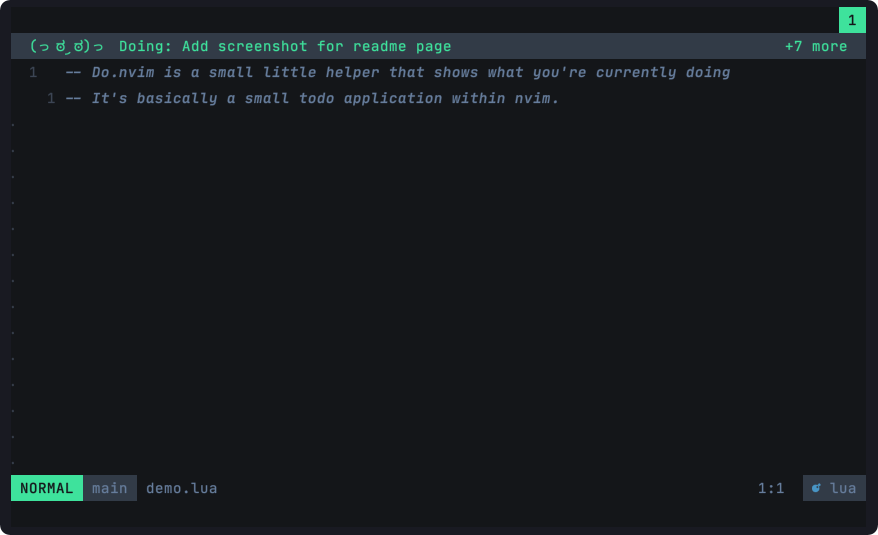 1
(っ ಠ‿ಠ)っ Doing: Add screenshot for readme page +7 more
1 -- Do.nvim is a small little helper that shows what you're currently doing
1 -- It's basically a small todo application within nvim.
NORMAL main demo.lua 1:1 lua